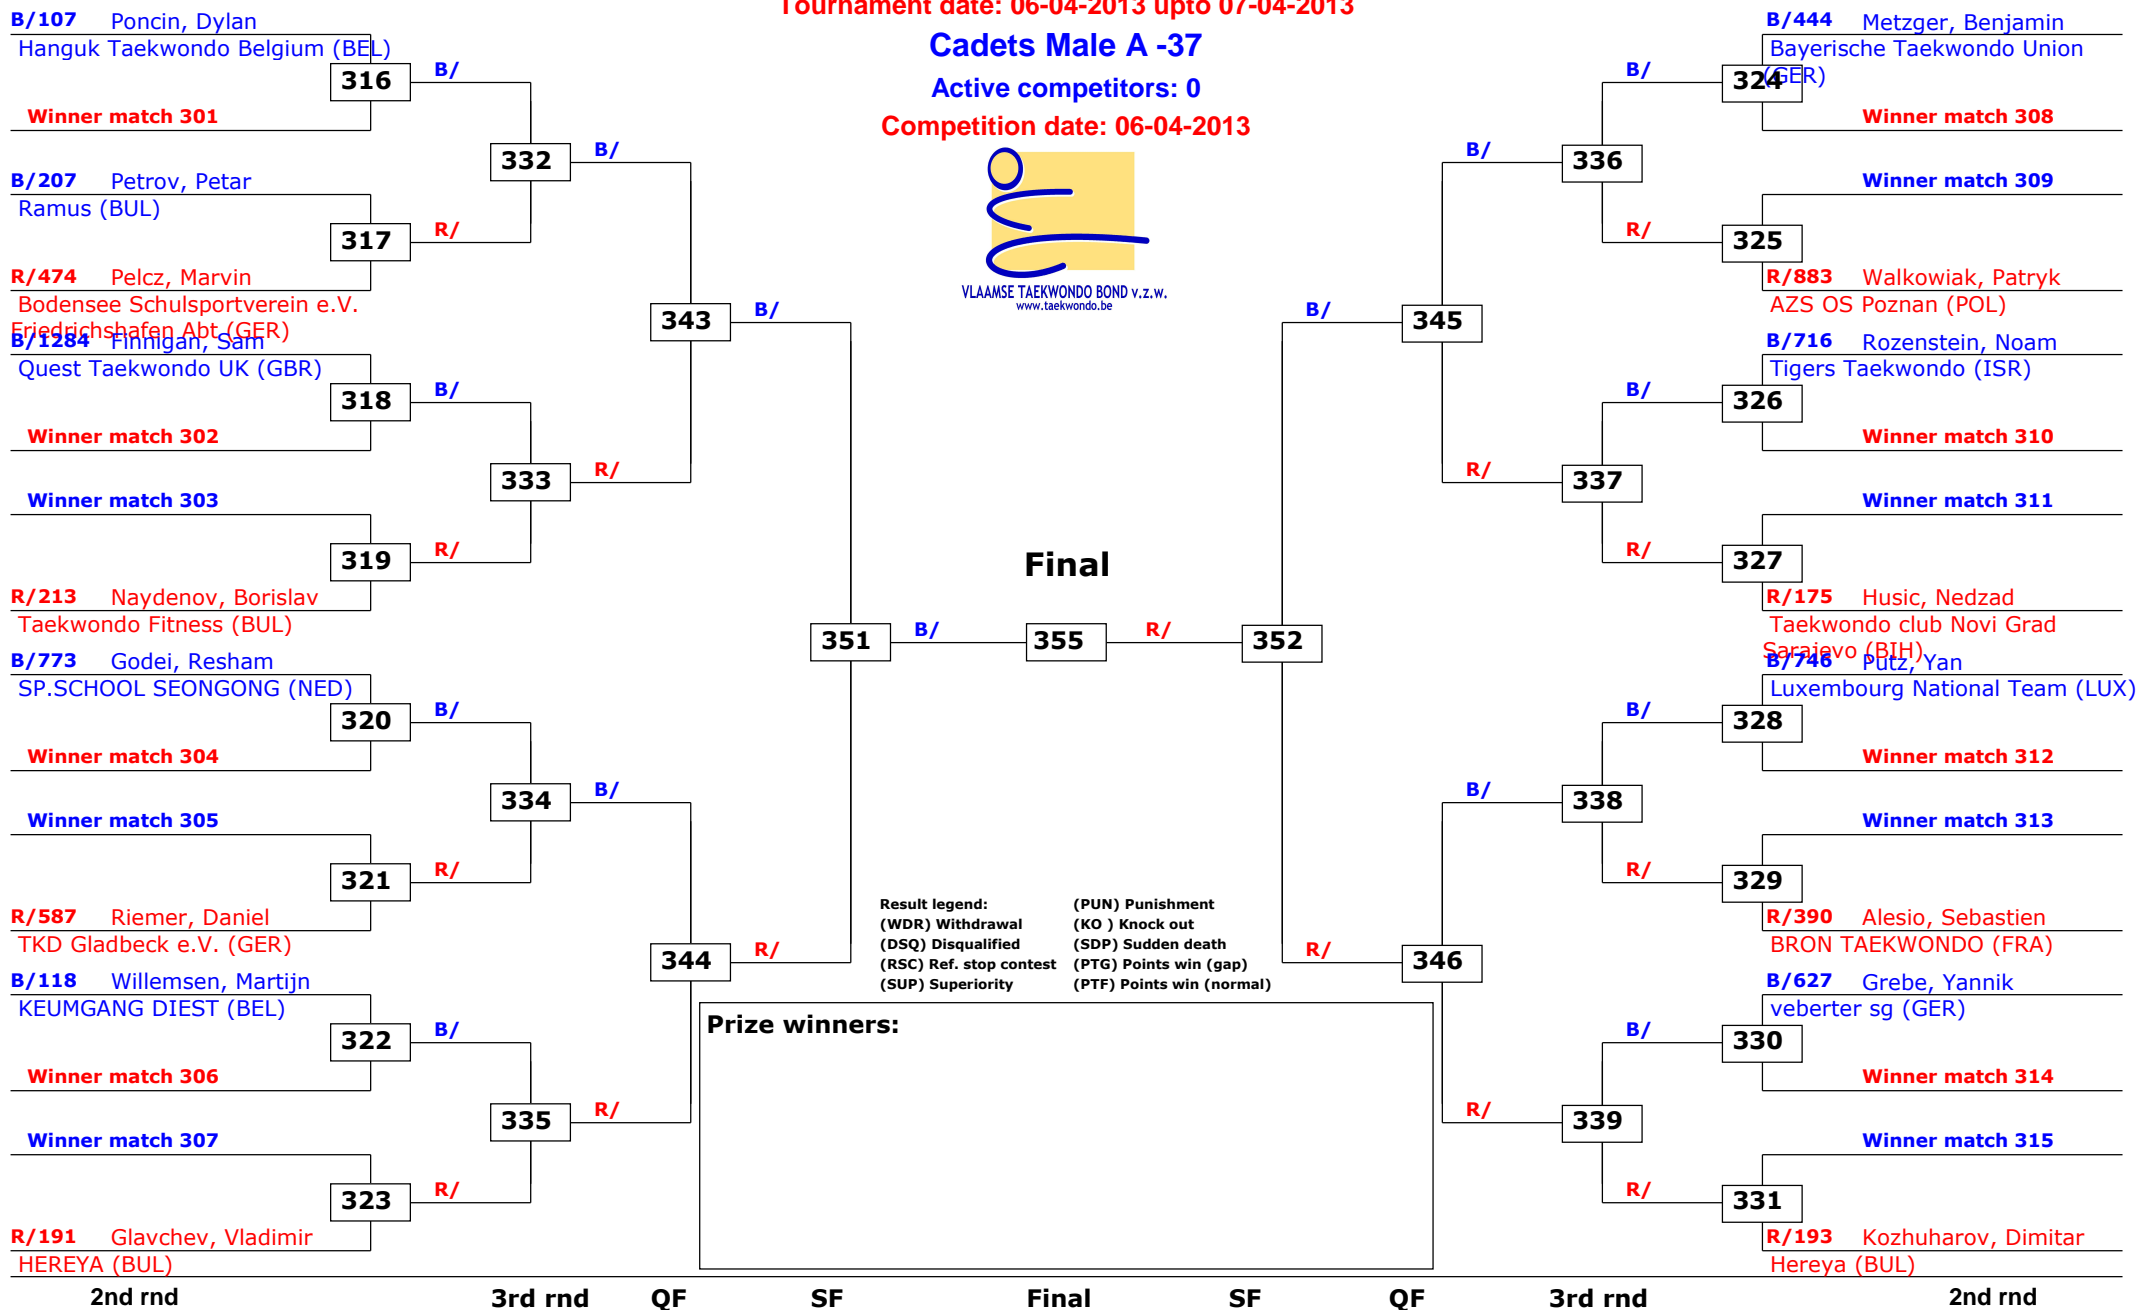 Tournament date: 06-04-2013 upto 07-04-2013
Cadets Male A -37
Active competitors: 0
Competition date: 06-04-2013
VLAAMSE TAEKWONDO BOND v.z.w.
www.taekwondo.be
B/107 Poncin, Dylan
Hanguk Taekwondo Belgium (BEL)
316
B/
Winner match 301
332
B/
B/207 Petrov, Petar
Ramus (BUL)
317
R/
R/474 Pelcz, Marvin
Bodensee Schulsportverein e.V.
Friedrichshafen Abt (GER)
343
B/
B/1284 Finnigan, Sam
Quest Taekwondo UK (GBR)
318
B/
Winner match 302
333
R/
Winner match 303
319
R/
R/213 Naydenov, Borislav
Taekwondo Fitness (BUL)
351
B/
B/773 Godei, Resham
SP.SCHOOL SEONGONG (NED)
320
B/
Winner match 304
334
B/
Winner match 305
321
R/
R/587 Riemer, Daniel
TKD Gladbeck e.V. (GER)
344
R/
B/118 Willemsen, Martijn
KEUMGANG DIEST (BEL)
322
B/
Winner match 306
335
R/
Winner match 307
323
R/
R/191 Glavchev, Vladimir
HEREYA (BUL)
Final
355
R/
352
B/444 Metzger, Benjamin
Bayerische Taekwondo Union
(GER)
324
B/
Winner match 308
336
B/
Winner match 309
325
R/
R/883 Walkowiak, Patryk
AZS OS Poznan (POL)
345
B/
B/716 Rozenstein, Noam
Tigers Taekwondo (ISR)
326
B/
Winner match 310
337
R/
Winner match 311
327
R/
R/175 Husic, Nedzad
Taekwondo club Novi Grad
Sarajevo (BIH)
B/746 Putz, Yan
Luxembourg National Team (LUX)
328
B/
Winner match 312
338
B/
Winner match 313
329
R/
R/390 Alesio, Sebastien
BRON TAEKWONDO (FRA)
346
R/
B/627 Grebe, Yannik
veberter sg (GER)
330
B/
Winner match 314
339
R/
Winner match 315
331
R/
R/193 Kozhuharov, Dimitar
Hereya (BUL)
Result legend: (PUN) Punishment
(WDR) Withdrawal (KO ) Knock out
(DSQ) Disqualified (SDP) Sudden death
(RSC) Ref. stop contest (PTG) Points win (gap)
(SUP) Superiority (PTF) Points win (normal)
Prize winners:
2nd rnd 3rd rnd QF SF Final SF QF 3rd rnd 2nd rnd